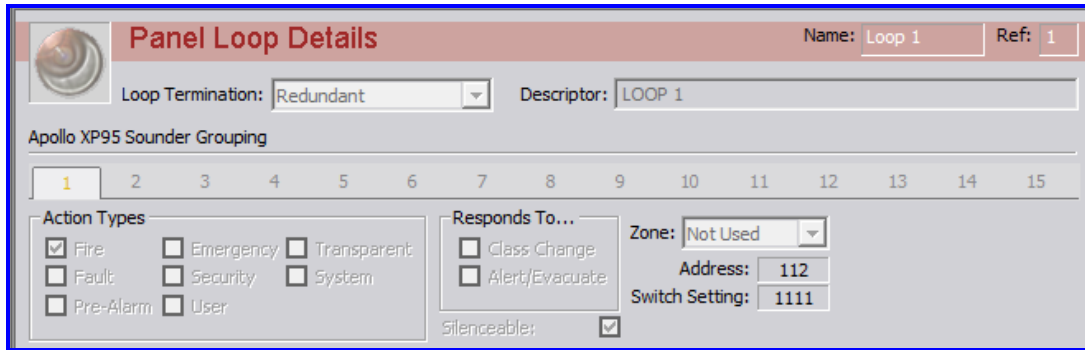 Panel Loop Details Name: Loop 1 Ref: 1
Loop Termination: Redundant Descriptor: LOOP 1
Apollo XP95 Sounder Grouping
1 2 3 4 5 6 7 8 9 10 11 12 13 14 15
Action Types Responds To... Zone: Not Used
Fire Emergency Transparent Class Change
Fault Security System Alert/Evacuate Address: 112
Pre-Alarm User Switch Setting: 1111
Silenceable: